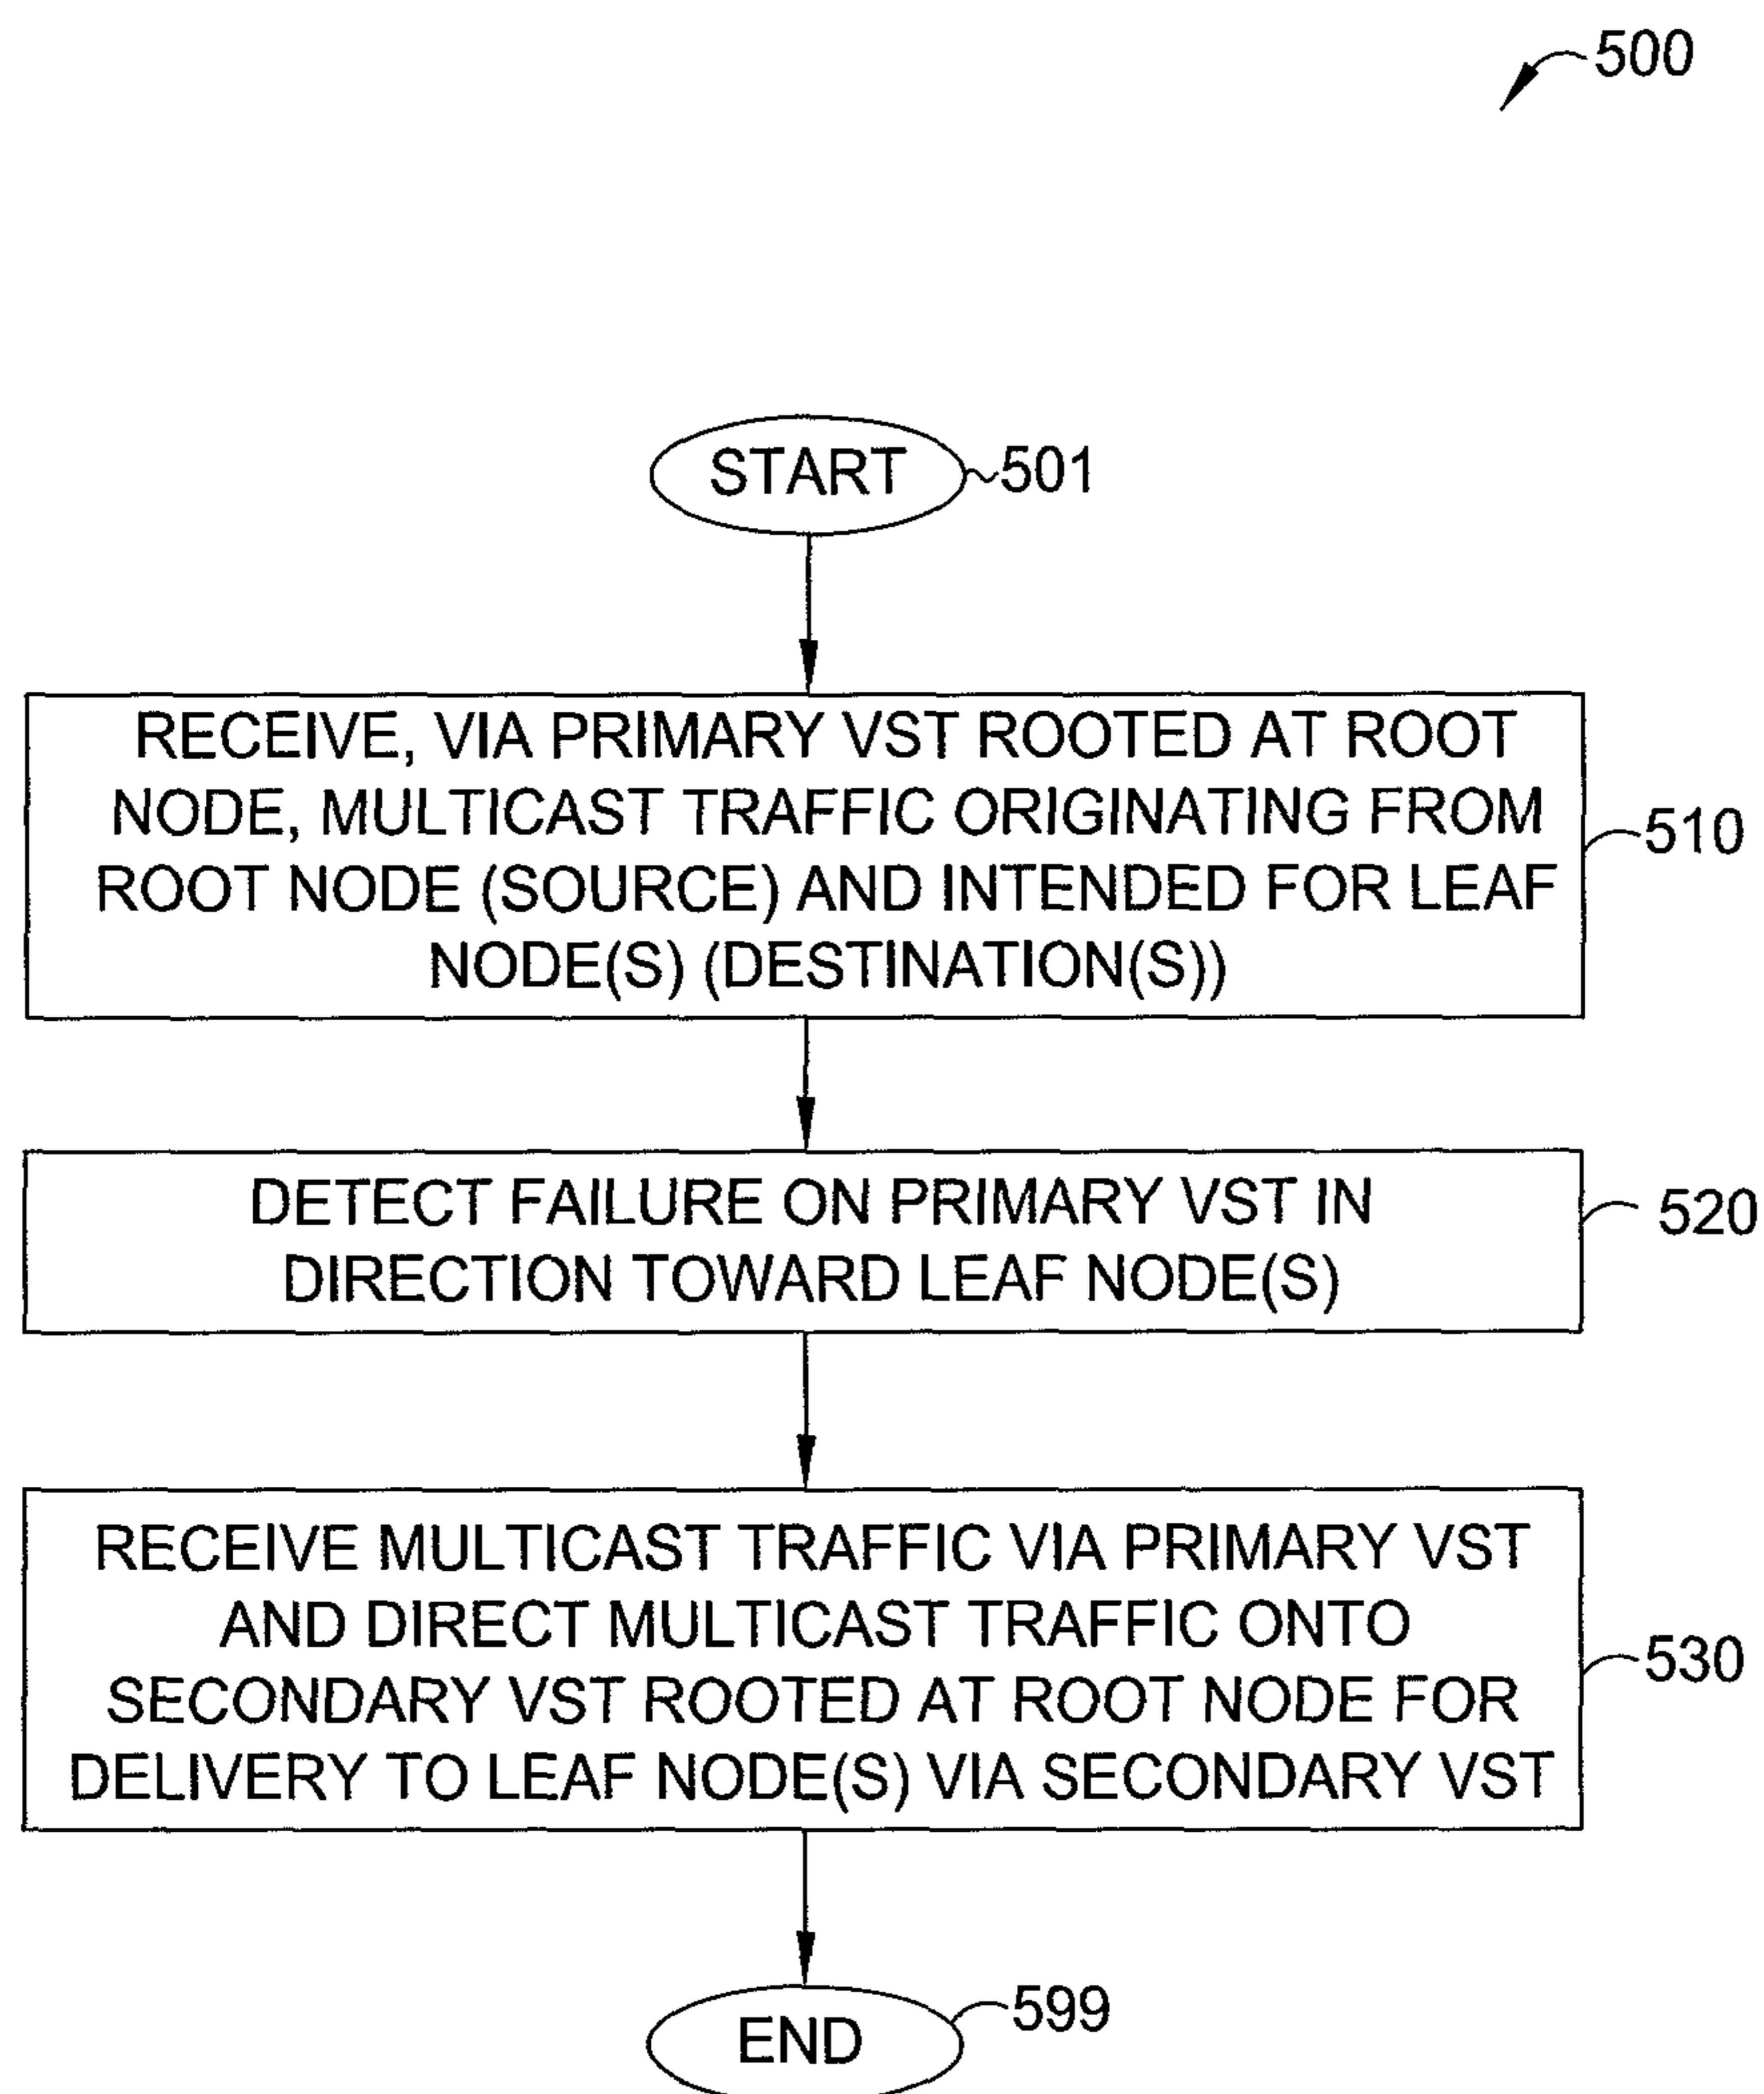 500
START
501
RECEIVE, VIA PRIMARY VST ROOTED AT ROOT
NODE, MULTICAST TRAFFIC ORIGINATING FROM
ROOT NODE (SOURCE) AND INTENDED FOR LEAF
NODE(S) (DESTINATION(S))
510
DETECT FAILURE ON PRIMARY VST IN
DIRECTION TOWARD LEAF NODE(S)
520
RECEIVE MULTICAST TRAFFIC VIA PRIMARY VST
AND DIRECT MULTICAST TRAFFIC ONTO
SECONDARY VST ROOTED AT ROOT NODE FOR
DELIVERY TO LEAF NODE(S) VIA SECONDARY VST
530
END
599